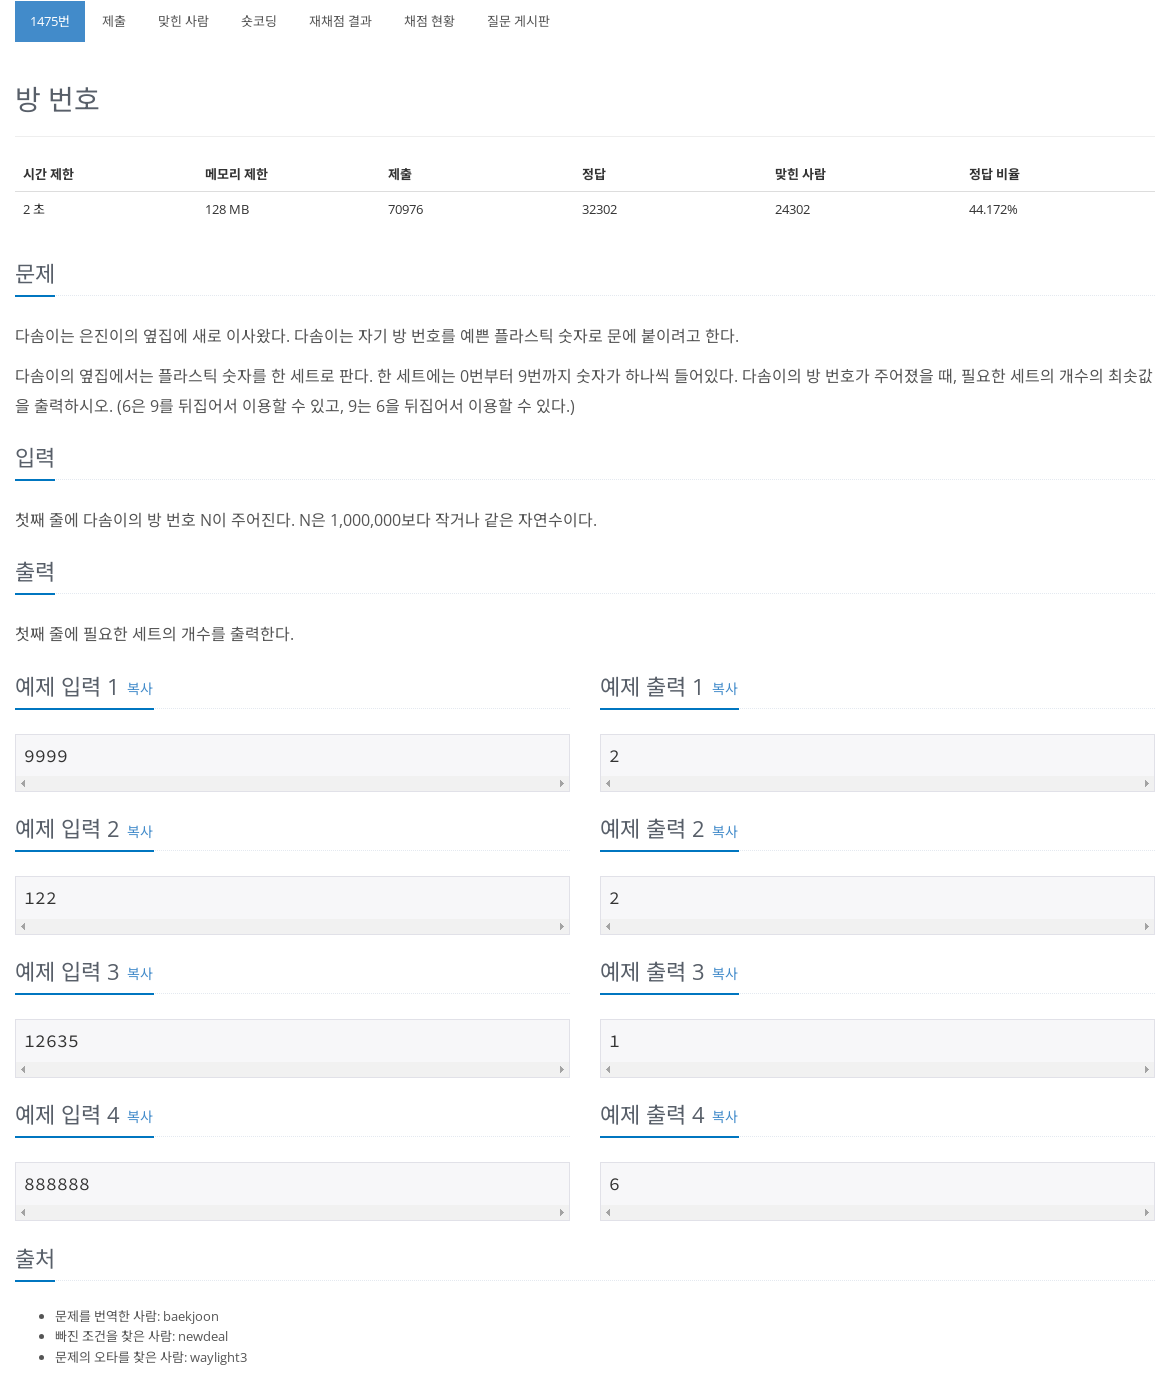 1475번 제출 맞힌 사람 숏코딩 재채점 결과 채점 현황 질문 게시판
방 번호
시간 제한 메모리 제한 제출 정답 맞힌 사람 정답 비율
2 초 128 MB 70976 32302 24302 44.172%
문제
다솜이는 은진이의 옆집에 새로 이사왔다. 다솜이는 자기 방 번호를 예쁜 플라스틱 숫자로 문에 붙이려고 한다.
다솜이의 옆집에서는 플라스틱 숫자를 한 세트로 판다. 한 세트에는 0번부터 9번까지 숫자가 하나씩 들어있다. 다솜이의 방 번호가 주어졌을 때, 필요한 세트의 개수의 최솟값
을 출력하시오. (6은 9를 뒤집어서 이용할 수 있고, 9는 6을 뒤집어서 이용할 수 있다.)
입력
첫째 줄에 다솜이의 방 번호 N이 주어진다. N은 1,000,000보다 작거나 같은 자연수이다.
출력
첫째 줄에 필요한 세트의 개수를 출력한다.
예제 입력 1 복사
9999
예제 출력 1 복사
2
예제 입력 2 복사
122
예제 출력 2 복사
2
예제 입력 3 복사
12635
예제 출력 3 복사
1
예제 입력 4 복사
888888
예제 출력 4 복사
6
출처
문제를 번역한 사람: baekjoon
빠진 조건을 찾은 사람: newdeal
문제의 오타를 찾은 사람: waylight3